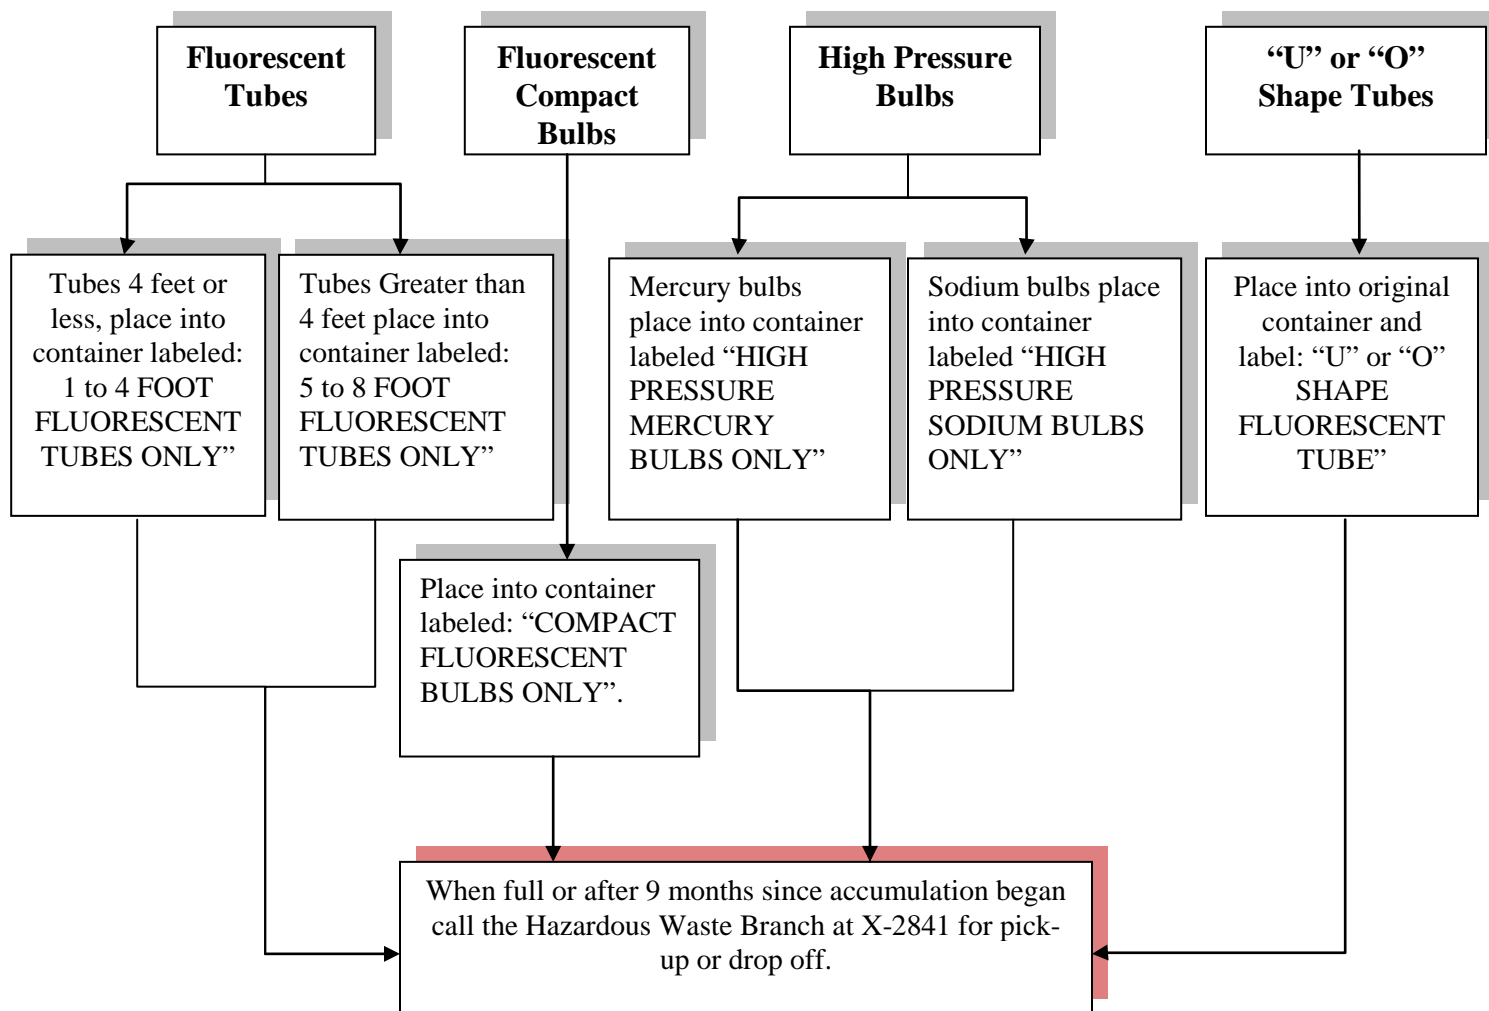 Fluorescent
Tubes
Fluorescent
Compact
Bulbs
High Pressure
Bulbs
“U” or “O”
Shape Tubes
Tubes 4 feet or
less, place into
container labeled:
1 to 4 FOOT
FLUORESCENT
TUBES ONLY”
Tubes Greater than
4 feet place into
container labeled:
5 to 8 FOOT
FLUORESCENT
TUBES ONLY”
Mercury bulbs
place into container
labeled “HIGH
PRESSURE
MERCURY
BULBS ONLY”
Sodium bulbs place
into container
labeled “HIGH
PRESSURE
SODIUM BULBS
ONLY”
Place into original
container and
label: “U” or “O”
SHAPE
FLUORESCENT
TUBE”
Place into container
labeled: “COMPACT
FLUORESCENT
BULBS ONLY”.
When full or after 9 months since accumulation began
call the Hazardous Waste Branch at X-2841 for pick-
up or drop off.